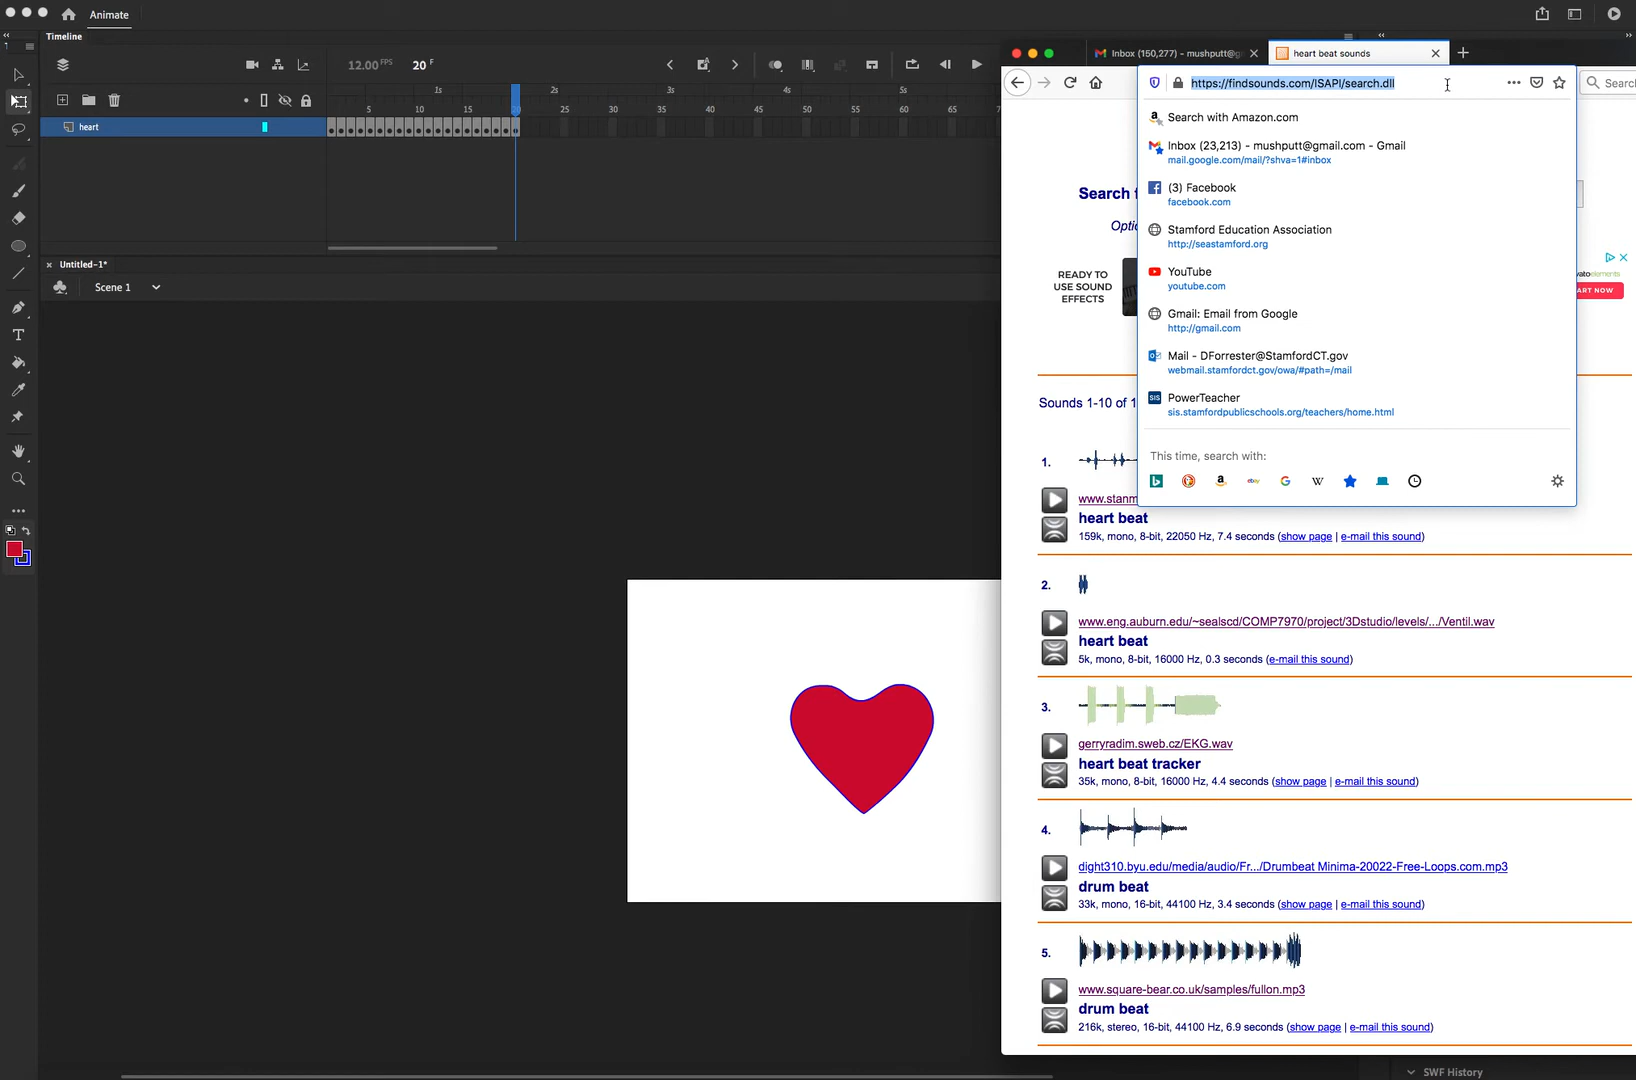 Animate
Timeline
12.00 FPS
20 F
1s 2s 3s 4s 5s
5 10 15 20 25 30 35 40 45 50 55 60 65
heart
Untitled-1*
Scene 1
Inbox (150,277) – mushputt@g
heart beat sounds
https://findsounds.com/ISAPI/search.dll
Search
Search with Amazon.com
Inbox (23,213) - mushputt@gmail.com - Gmail
mail.google.com/mail/?shva=1#inbox
(3) Facebook
facebook.com
Stamford Education Association
http://seastamford.org
YouTube
youtube.com
Gmail: Email from Google
http://gmail.com
Mail - DForrester@StamfordCT.gov
webmail.stamfordct.gov/owa/#path=/mail
PowerTeacher
sis.stamfordpublicschools.org/teachers/home.html
This time, search with:
Search
READY TO
USE SOUND
EFFECTS
ART NOW
Sounds 1-10 of 1
1.
www.stanm
heart beat
159k, mono, 8-bit, 22050 Hz, 7.4 seconds (show page | e-mail this sound)
2.
www.eng.auburn.edu/~sealscd/COMP7970/project/3Dstudio/levels/.../Ventil.wav
heart beat
5k, mono, 8-bit, 16000 Hz, 0.3 seconds (e-mail this sound)
3.
gerryradim.sweb.cz/EKG.wav
heart beat tracker
35k, mono, 8-bit, 16000 Hz, 4.4 seconds (show page | e-mail this sound)
4.
dight310.byu.edu/media/audio/Fr.../Drumbeat Minima-20022-Free-Loops.com.mp3
drum beat
33k, mono, 16-bit, 44100 Hz, 3.4 seconds (show page | e-mail this sound)
5.
www.square-bear.co.uk/samples/fullon.mp3
drum beat
216k, stereo, 16-bit, 44100 Hz, 6.9 seconds (show page | e-mail this sound)
SWF History